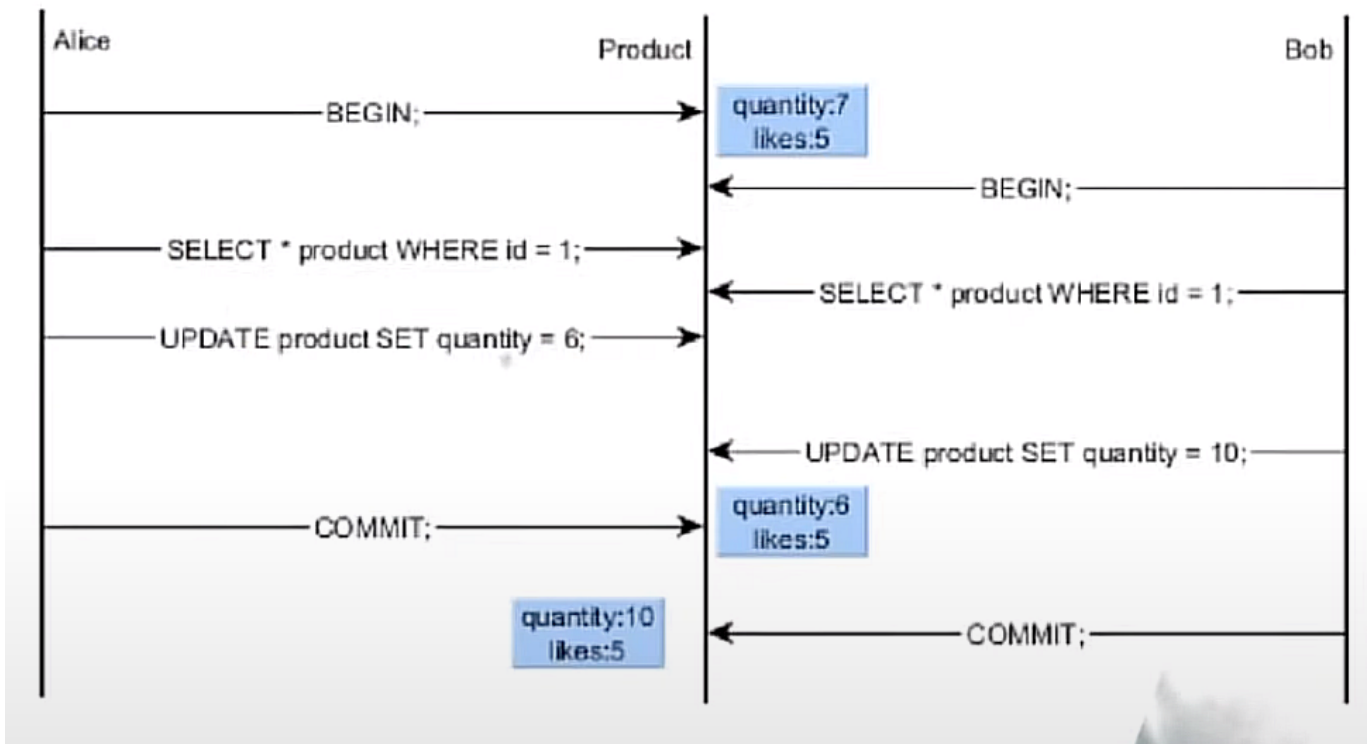 Alice
Product
Bob
BEGIN;
quantity:7
likes:5
BEGIN;
SELECT * product WHERE id = 1;
SELECT * product WHERE id = 1;
UPDATE product SET quantity = 6;
UPDATE product SET quantity = 10;
COMMIT;
quantity:6
likes:5
quantity:10
likes:5
COMMIT;